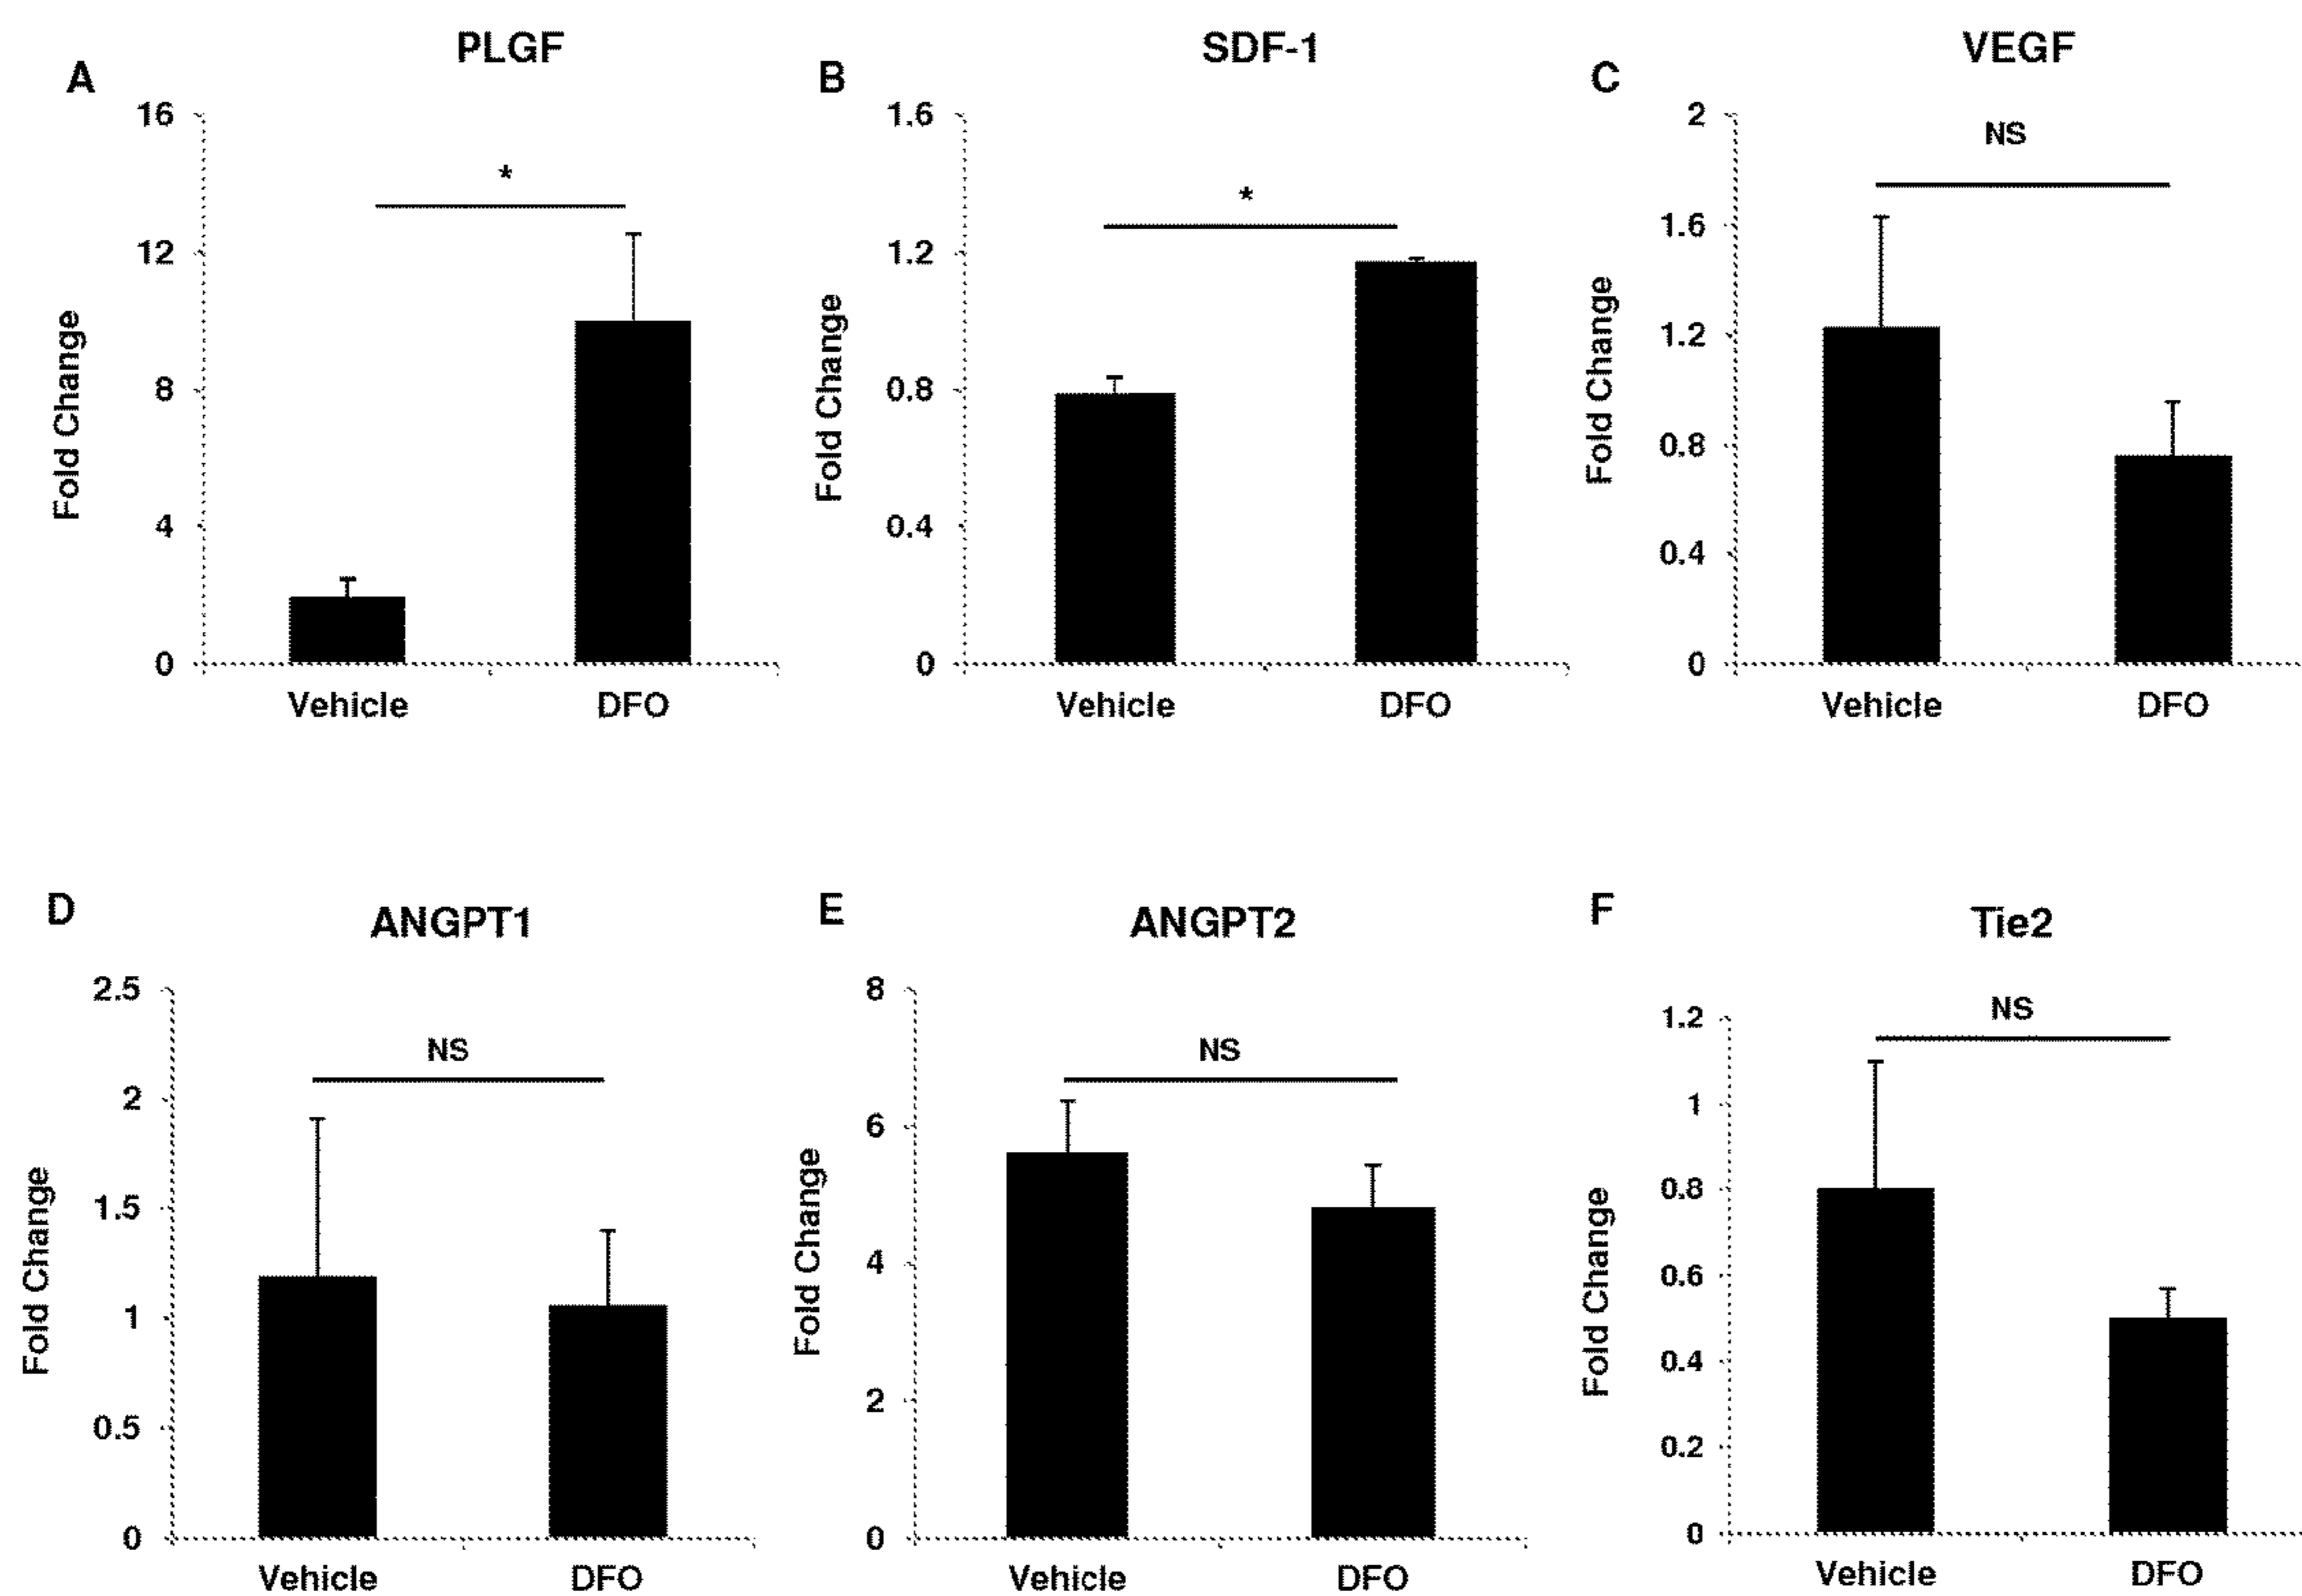 A
PLGF
16
*
12
8
4
0
Fold Change
Vehicle
DFO
B
SDF-1
1.6
*
1.2
0.8
0.4
0
Fold Change
Vehicle
DFO
C
VEGF
2
NS
1.6
1.2
0.8
0.4
0
Fold Change
Vehicle
DFO
D
ANGPT1
2.5
NS
2
1.5
1
0.5
0
Fold Change
Vehicle
DFO
E
ANGPT2
8
NS
6
4
2
0
Fold Change
Vehicle
DFO
F
Tie2
1.2
NS
1
0.8
0.6
0.4
0.2
0
Fold Change
Vehicle
DFO